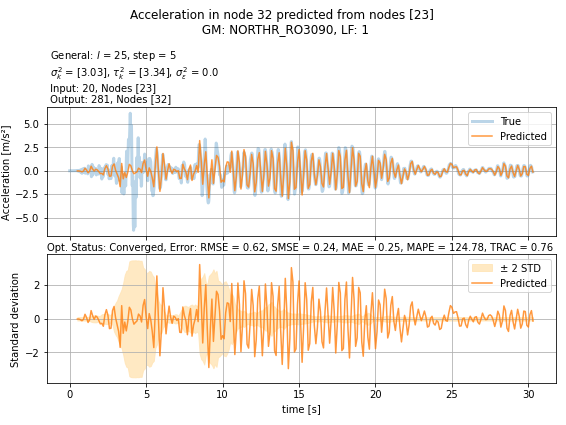 Acceleration in node 32 predicted from nodes [23]
GM: NORTHR_RO3090, LF: 1
General: l = 25, step = 5
σ²ₖ = [3.03], τ²ₖ = [3.34], σ²ε = 0.0
Input: 20, Nodes [23]
Output: 281, Nodes [32]
Acceleration [m/s²]
5.0
2.5
0.0
−2.5
−5.0
True
Predicted
Opt. Status: Converged, Error: RMSE = 0.62, SMSE = 0.24, MAE = 0.25, MAPE = 124.78, TRAC = 0.76
Standard deviation
2
0
−2
± 2 STD
Predicted
0 5 10 15 20 25 30
time [s]